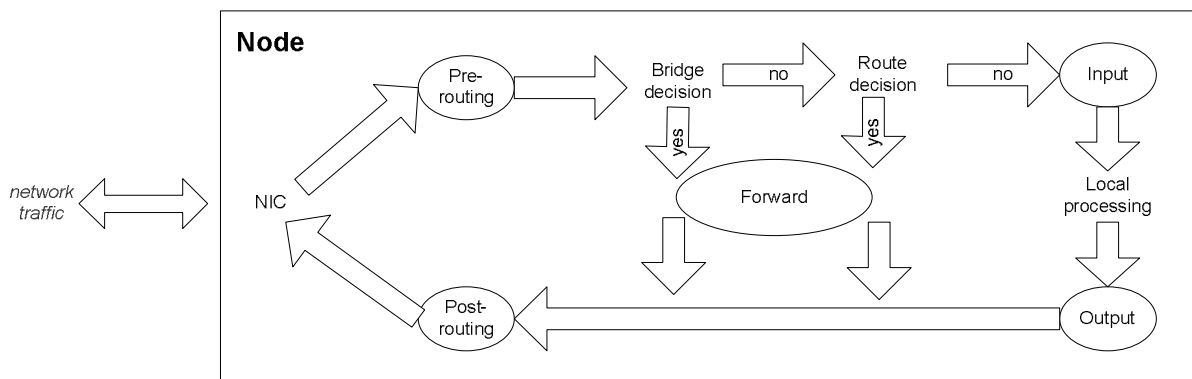 Node
Pre-
routing
Bridge
decision
no
Route
decision
no
Input
yes
yes
network
traffic
NIC
Forward
Local
processing
Post-
routing
Output